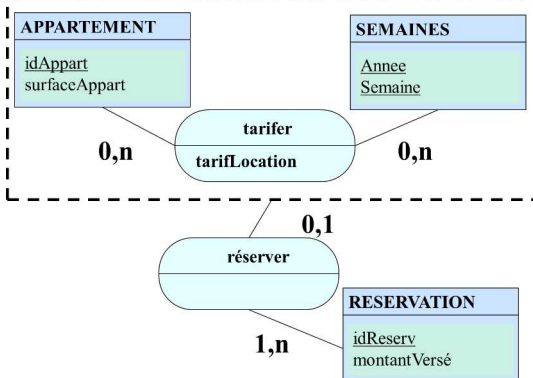 APPARTEMENT
idAppart
surfaceAppart
SEMAINES
Annee
Semaine
tarifer
tarifLocation
0,n
0,n
0,1
réserver
1,n
RESERVATION
idReserv
montantVersé